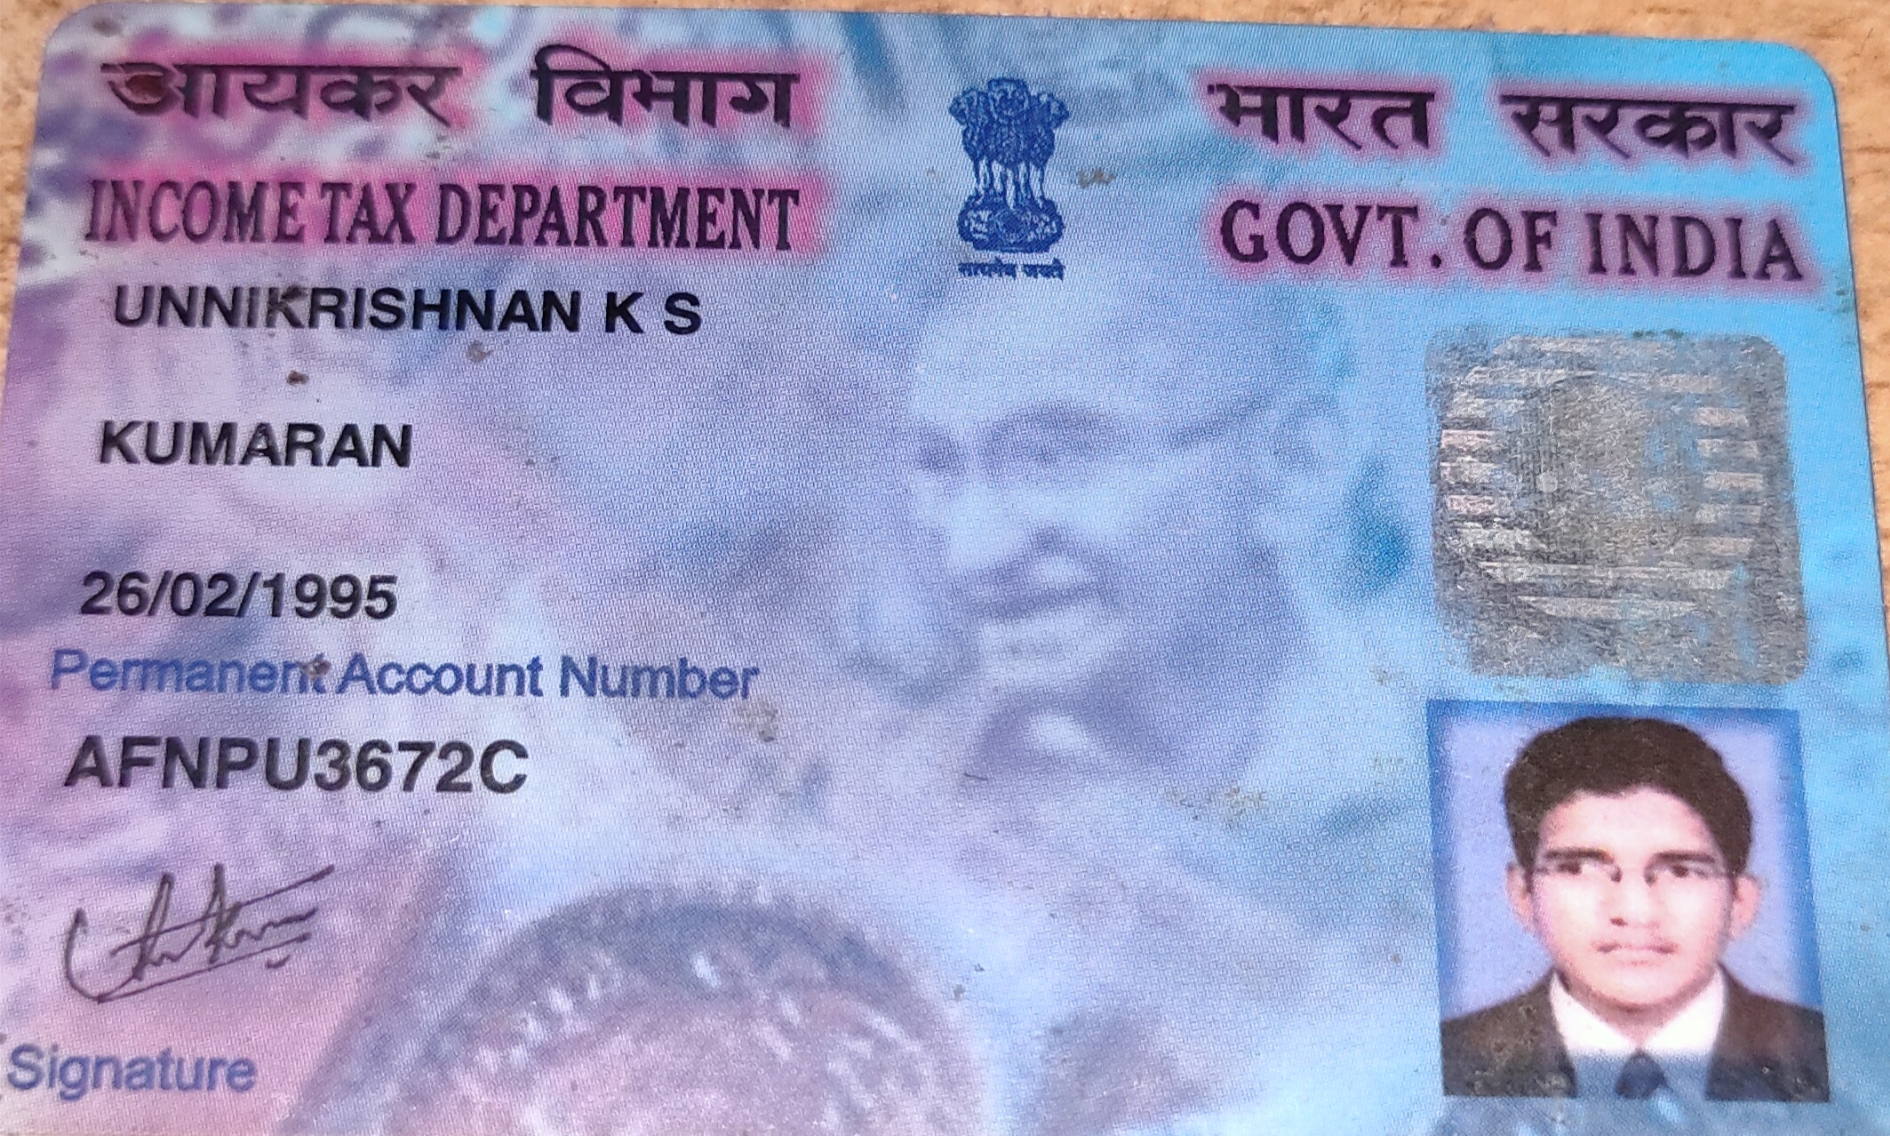 आयकर विभाग
भारत सरकार
INCOME TAX DEPARTMENT
GOVT. OF INDIA
सत्यमेव जयते
UNNIKRISHNAN K S
KUMARAN
26/02/1995
Permanent Account Number
AFNPU3672C
Signature